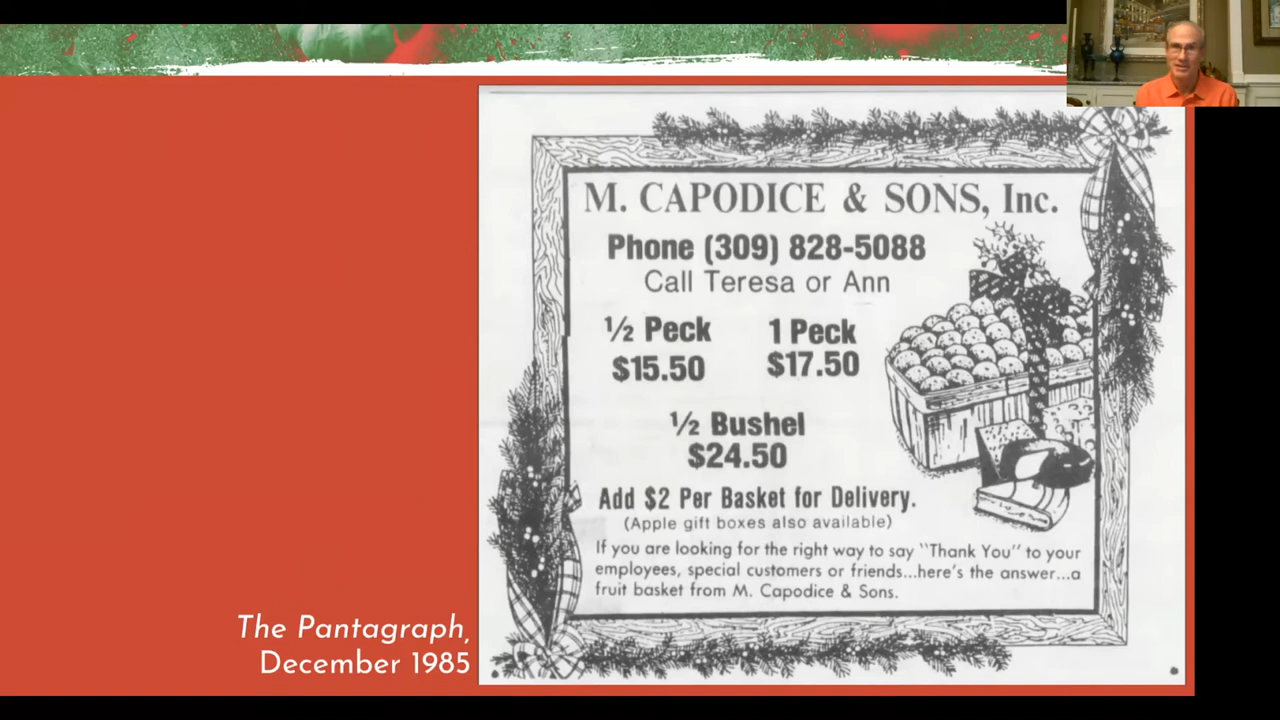 M. CAPODICE & SONS, Inc.
Phone (309) 828-5088
Call Teresa or Ann
½ Peck 1 Peck
$15.50 $17.50
½ Bushel
$24.50
Add $2 Per Basket for Delivery.
(Apple gift boxes also available)
If you are looking for the right way to say "Thank You" to your
employees, special customers or friends...here's the answer...a
fruit basket from M. Capodice & Sons.
The Pantagraph,
December 1985